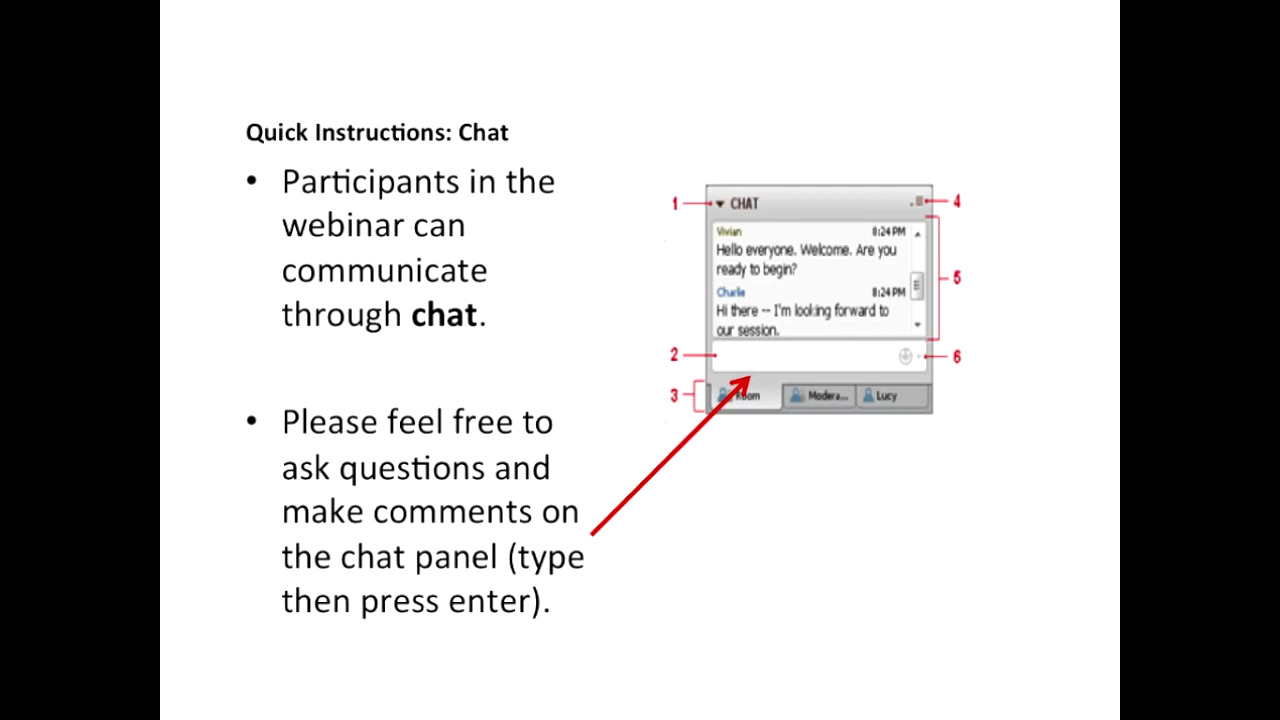 Quick Instructions: Chat
• Participants in the
webinar can
communicate
through chat.
• Please feel free to
ask questions and
make comments on
the chat panel (type
then press enter).
1
CHAT
4
Vivian 8:24 PM
Hello everyone. Welcome. Are you
ready to begin?
5
Charlie 8:24 PM
Hi there -- I'm looking forward to
our session.
2
6
3
Modera... Lucy